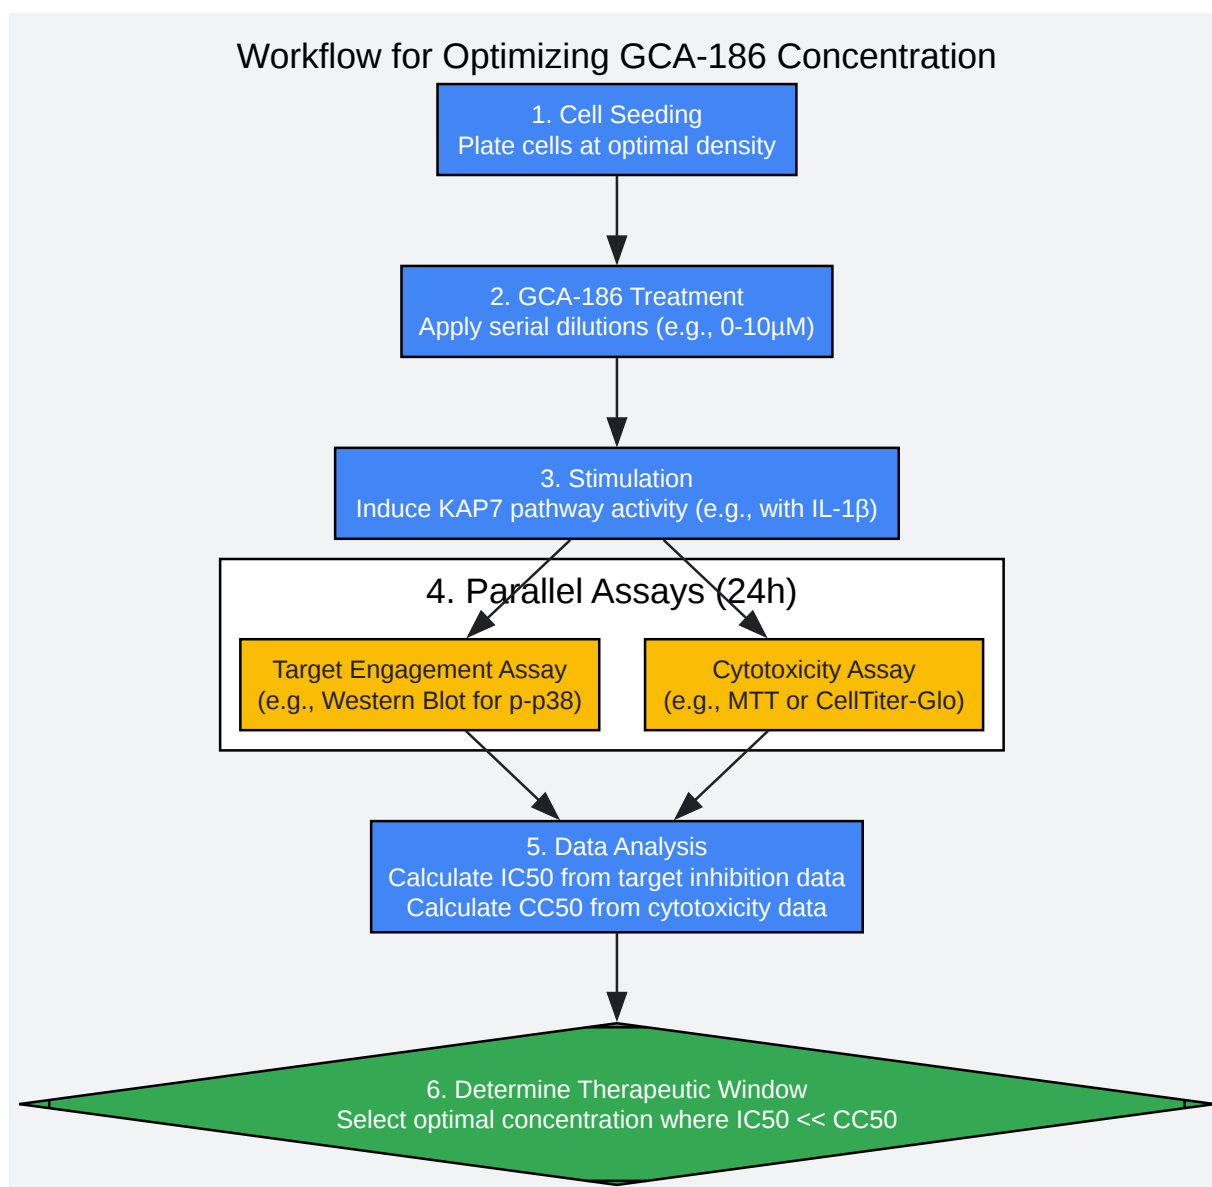 Workflow for Optimizing GCA-186 Concentration
1. Cell Seeding
Plate cells at optimal density
2. GCA-186 Treatment
Apply serial dilutions (e.g., 0-10µM)
3. Stimulation
Induce KAP7 pathway activity (e.g., with IL-1β)
4. Parallel Assays (24h)
Target Engagement Assay
(e.g., Western Blot for p-p38)
Cytotoxicity Assay
(e.g., MTT or CellTiter-Glo)
5. Data Analysis
Calculate IC50 from target inhibition data
Calculate CC50 from cytotoxicity data
6. Determine Therapeutic Window
Select optimal concentration where IC50 << CC50